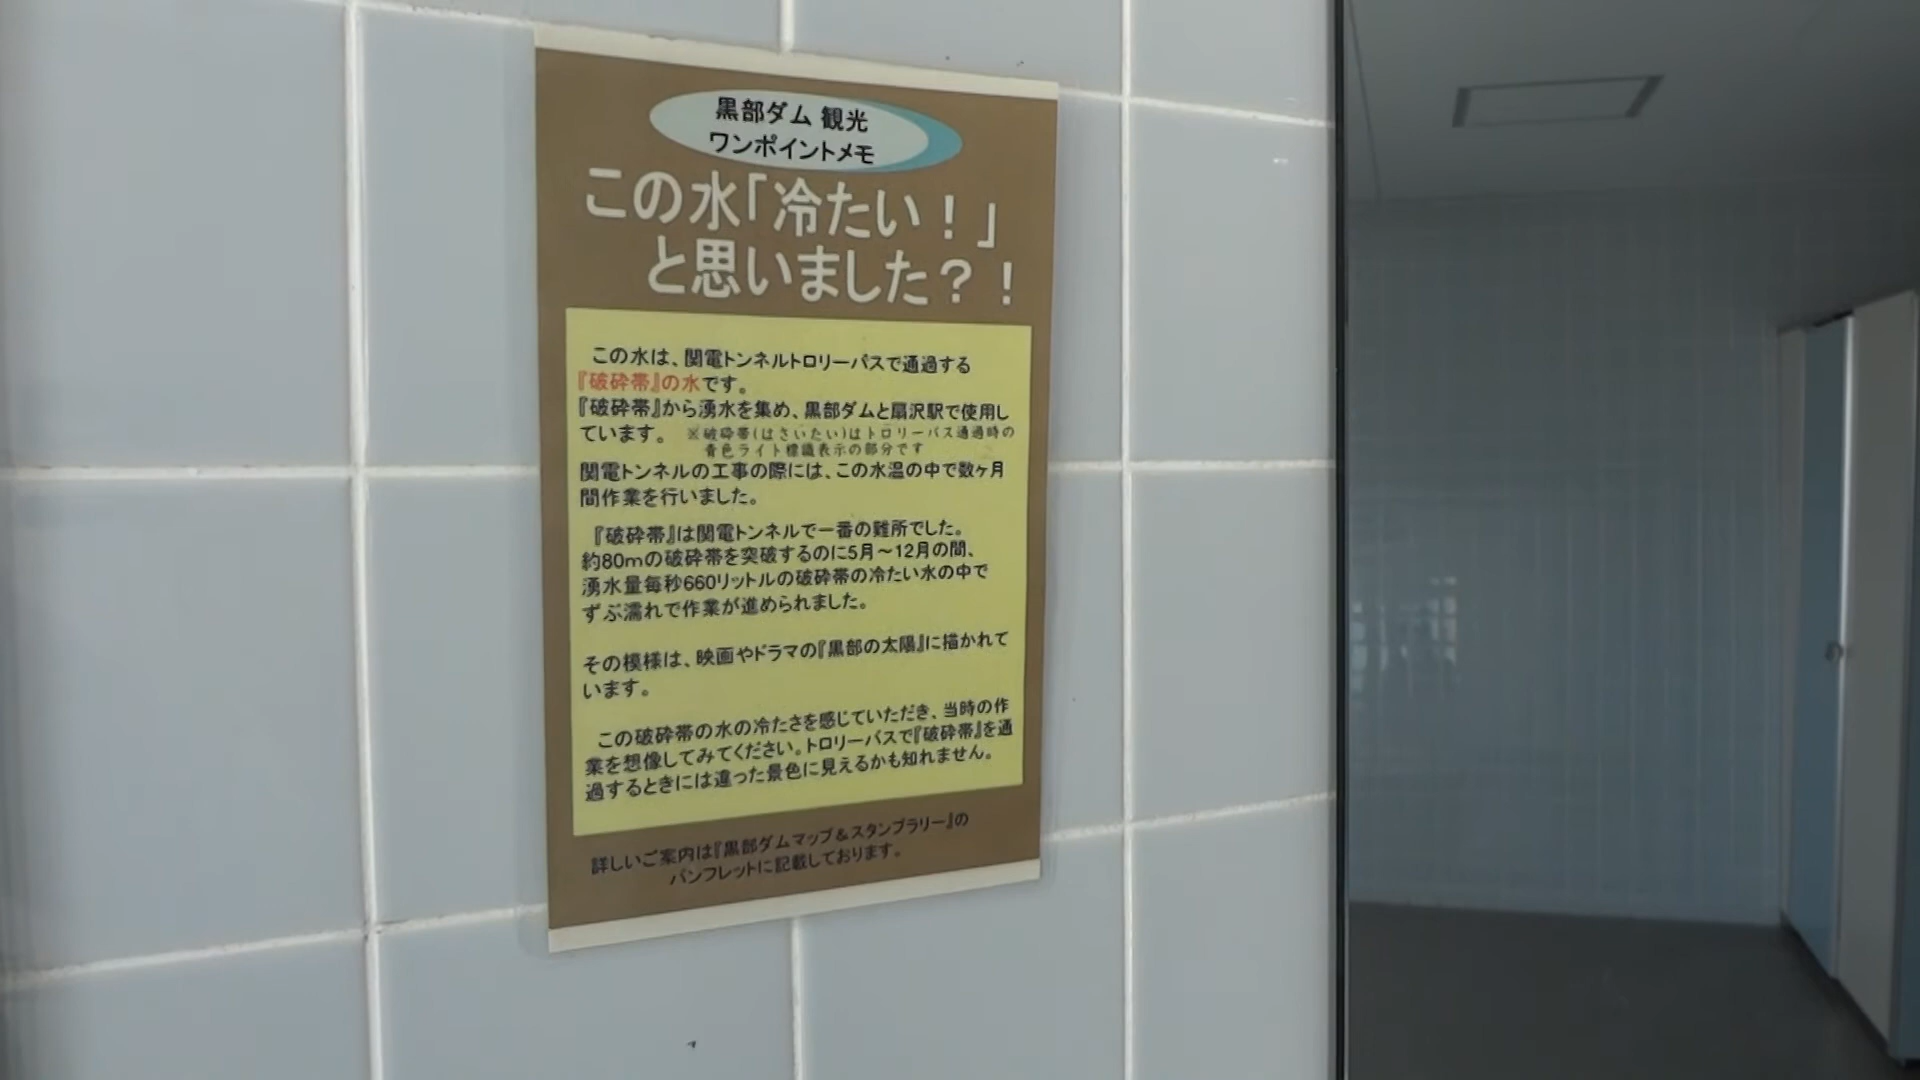 黒部ダム 観光
ワンポイントメモ
この水「冷たい！」
と思いました？！
この水は、関電トンネルトロリーバスで通過する
『破砕帯』の水です。
『破砕帯』から湧水を集め、黒部ダムと扇沢駅で使用し
ています。 ※破砕帯(はさいたい)はトロリーバス通過時の
青色ライト標識表示の部分です
関電トンネルの工事の際には、この水温の中で数ヶ月
間作業を行いました。
『破砕帯』は関電トンネルで一番の難所でした。
約80mの破砕帯を突破するのに5月～12月の間、
湧水量毎秒660リットルの破砕帯の冷たい水の中で
ずぶ濡れで作業が進められました。
その模様は、映画やドラマの『黒部の太陽』に描かれて
います。
この破砕帯の水の冷たさを感じていただき、当時の作
業を想像してみてください。トロリーバスで『破砕帯』を通
過するときには違った景色に見えるかも知れません。
詳しいご案内は『黒部ダムマップ＆スタンプラリー』の
パンフレットに記載しております。